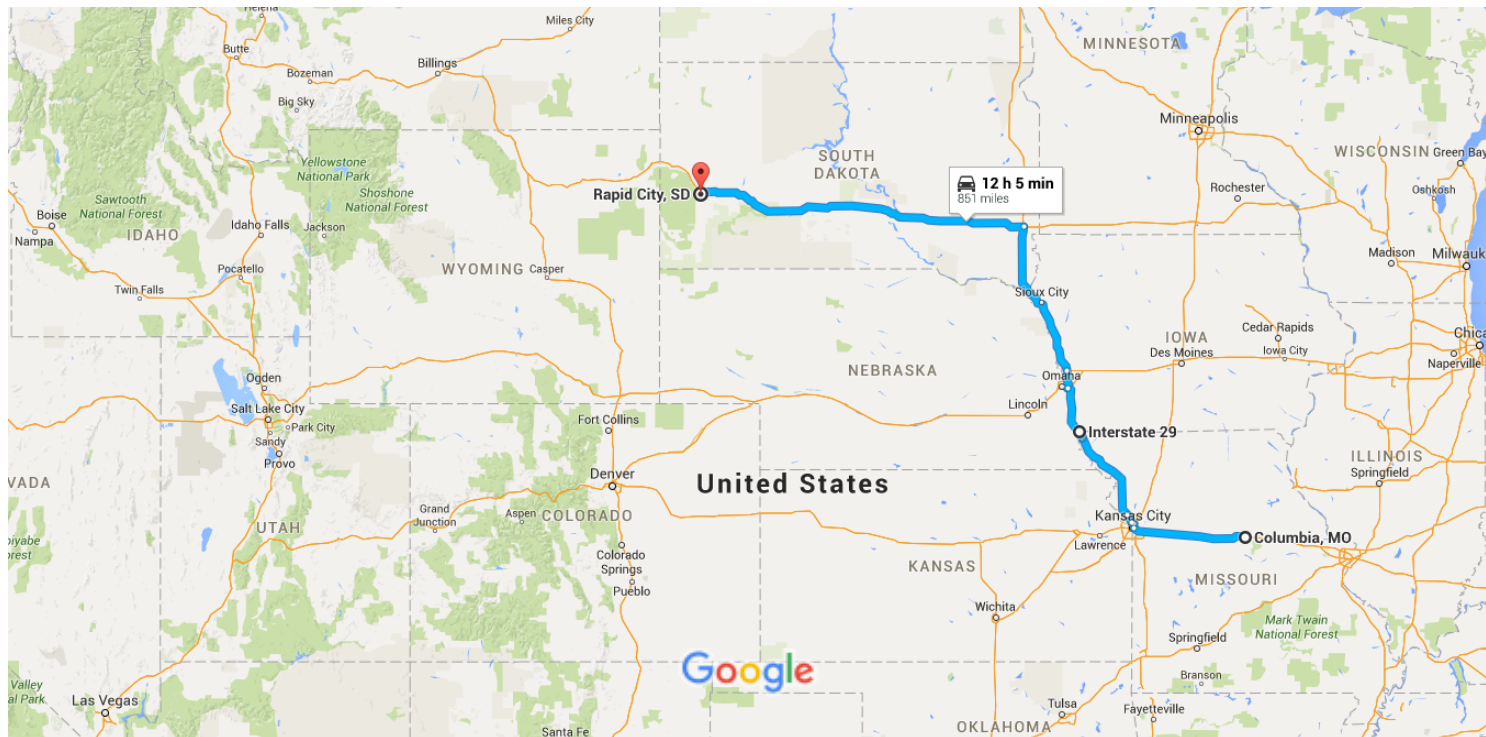 Helena
Miles City
Butte
MINNESOTA
Bozeman
Billings
Big Sky
Minneapolis
SOUTH
DAKOTA
WISCONSIN
Green Bay
Yellowstone
National Park
12 h 5 min
851 miles
Rapid City, SD
Rochester
Oshkosh
Shoshone
National Forest
Sawtooth
National Forest
Boise
Nampa
IDAHO
Idaho Falls
Jackson
Madison
Milwauk
Pocatello
WYOMING
Casper
Twin Falls
Sioux City
Cedar Rapids
IOWA
Des Moines
Iowa City
Chica
Naperville
NEBRASKA
Omaha
Ogden
Lincoln
Salt Lake City
Park City
Sandy
Provo
Fort Collins
Interstate 29
ILLINOIS
Springfield
VADA
Denver
United States
Grand
Junction
Aspen
COLORADO
UTAH
Kansas City
Lawrence
Columbia, MO
oiyabe
orest
Colorado
Springs
Pueblo
KANSAS
MISSOURI
Wichita
Mark Twain
National Forest
Springfield
Google
Valley
al Park
Las Vegas
Branson
Tulsa
Fayetteville
OKLAHOMA
Santa Fe